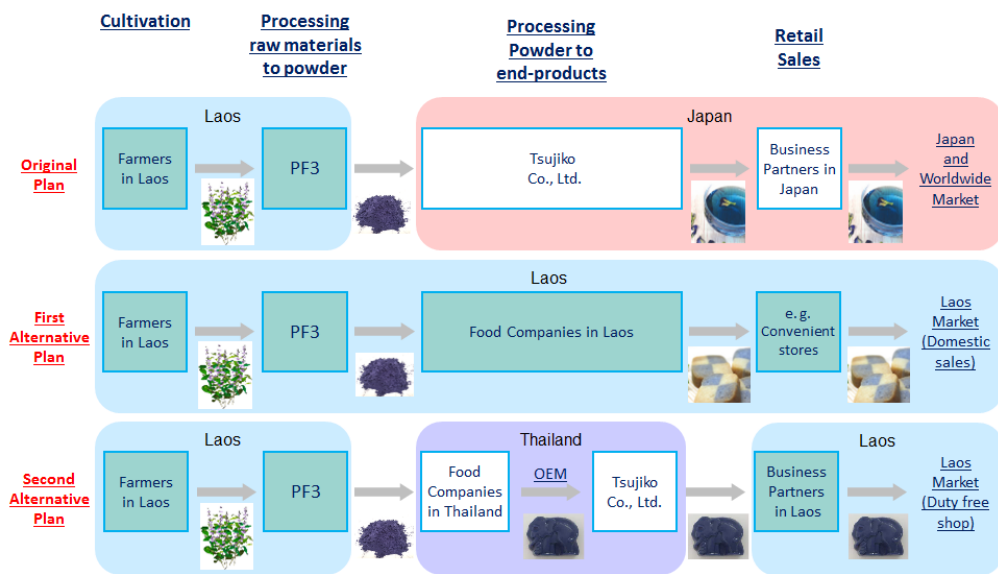 Cultivation
Processing
raw materials
to powder
Processing
Powder to
end-products
Retail
Sales
Original
Plan
Laos
Farmers
in Laos
PF3
Japan
Tsujiko
Co., Ltd.
Business
Partners in
Japan
Japan
and
Worldwide
Market
First
Alternative
Plan
Laos
Farmers
in Laos
PF3
Food Companies in Laos
e. g.
Convenient
stores
Laos
Market
(Domestic
sales)
Second
Alternative
Plan
Laos
Farmers
in Laos
PF3
Thailand
Food
Companies
in Thailand
OEM
Tsujiko
Co., Ltd.
Laos
Business
Partners
in Laos
Laos
Market
(Duty free
shop)